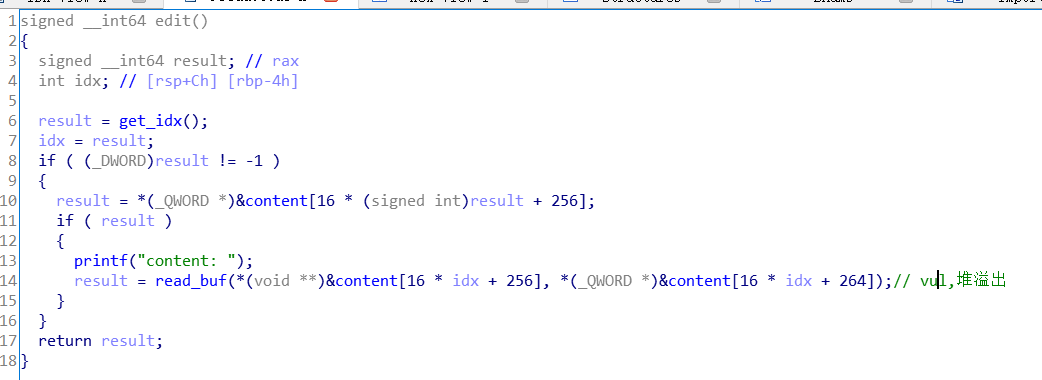 1 signed __int64 edit()
2 {
3 signed __int64 result; // rax
4 int idx; // [rsp+Ch] [rbp-4h]
5
6 result = get_idx();
7 idx = result;
8 if ( (_DWORD)result != -1 )
9 {
10 result = *(_QWORD *)&content[16 * (signed int)result + 256];
11 if ( result )
12 {
13 printf("content: ");
14 result = read_buf(*(void **)&content[16 * idx + 256], *(_QWORD *)&content[16 * idx + 264]);// vul,堆溢出
15 }
16 }
17 return result;
18 }